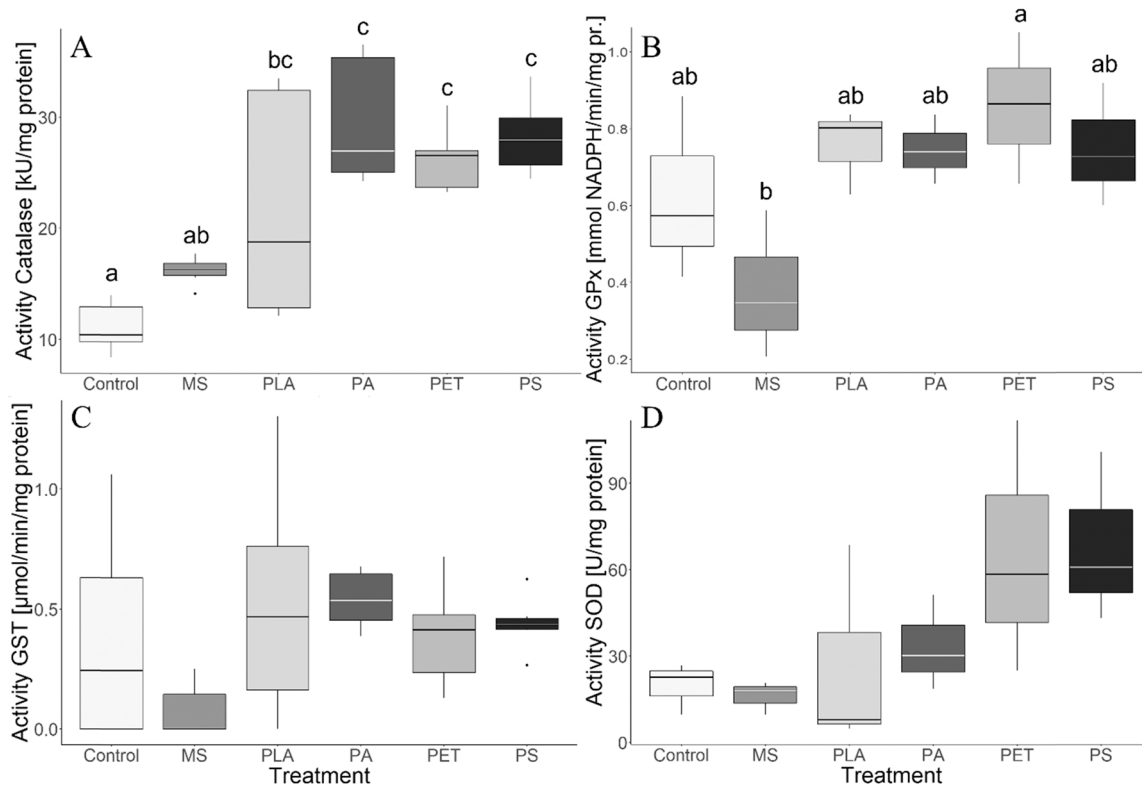 A
Activity Catalase [kU/mg protein]
30
20
10
a
ab
bc
c
c
c
Control MS PLA PA PET PS
B
Activity GPx [mmol NADPH/min/mg pr.]
1.0
0.8
0.6
0.4
0.2
ab
b
ab
ab
a
ab
Control MS PLA PA PET PS
C
Activity GST [µmol/min/mg protein]
1.0
0.5
0.0
Control MS PLA PA PET PS
Treatment
D
Activity SOD [U/mg protein]
90
60
30
0
Control MS PLA PA PET PS
Treatment